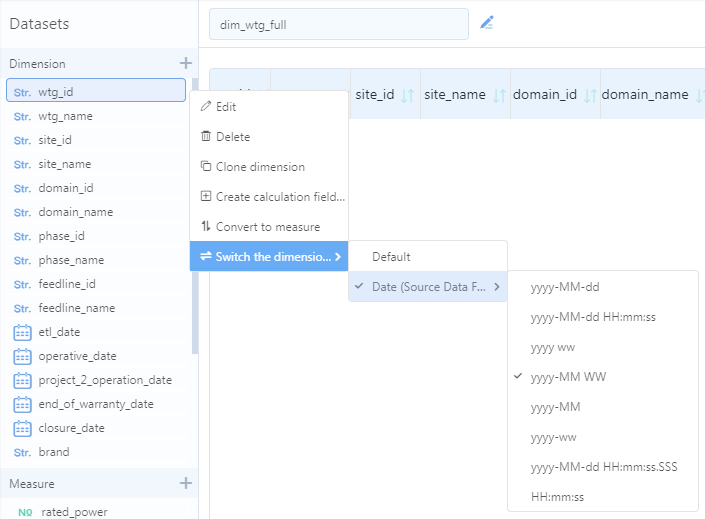 Datasets
dim_wtg_full
Dimension
Str. wtg_id
Str. wtg_name
Str. site_id
Str. site_name
Str. domain_id
Str. domain_name
Str. phase_id
Str. phase_name
Str. feedline_id
Str. feedline_name
etl_date
operative_date
project_2_operation_date
end_of_warranty_date
closure_date
Str. brand
Measure
No rated_power
site_id
site_name
domain_id
domain_name
Edit
Delete
Clone dimension
Create calculation field...
Convert to measure
Switch the dimensio...
Default
Date (Source Data F...
yyyy-MM-dd
yyyy-MM-dd HH:mm:ss
yyyy ww
yyyy-MM WW
yyyy-MM
yyyy-ww
yyyy-MM-dd HH:mm:ss.SSS
HH:mm:ss